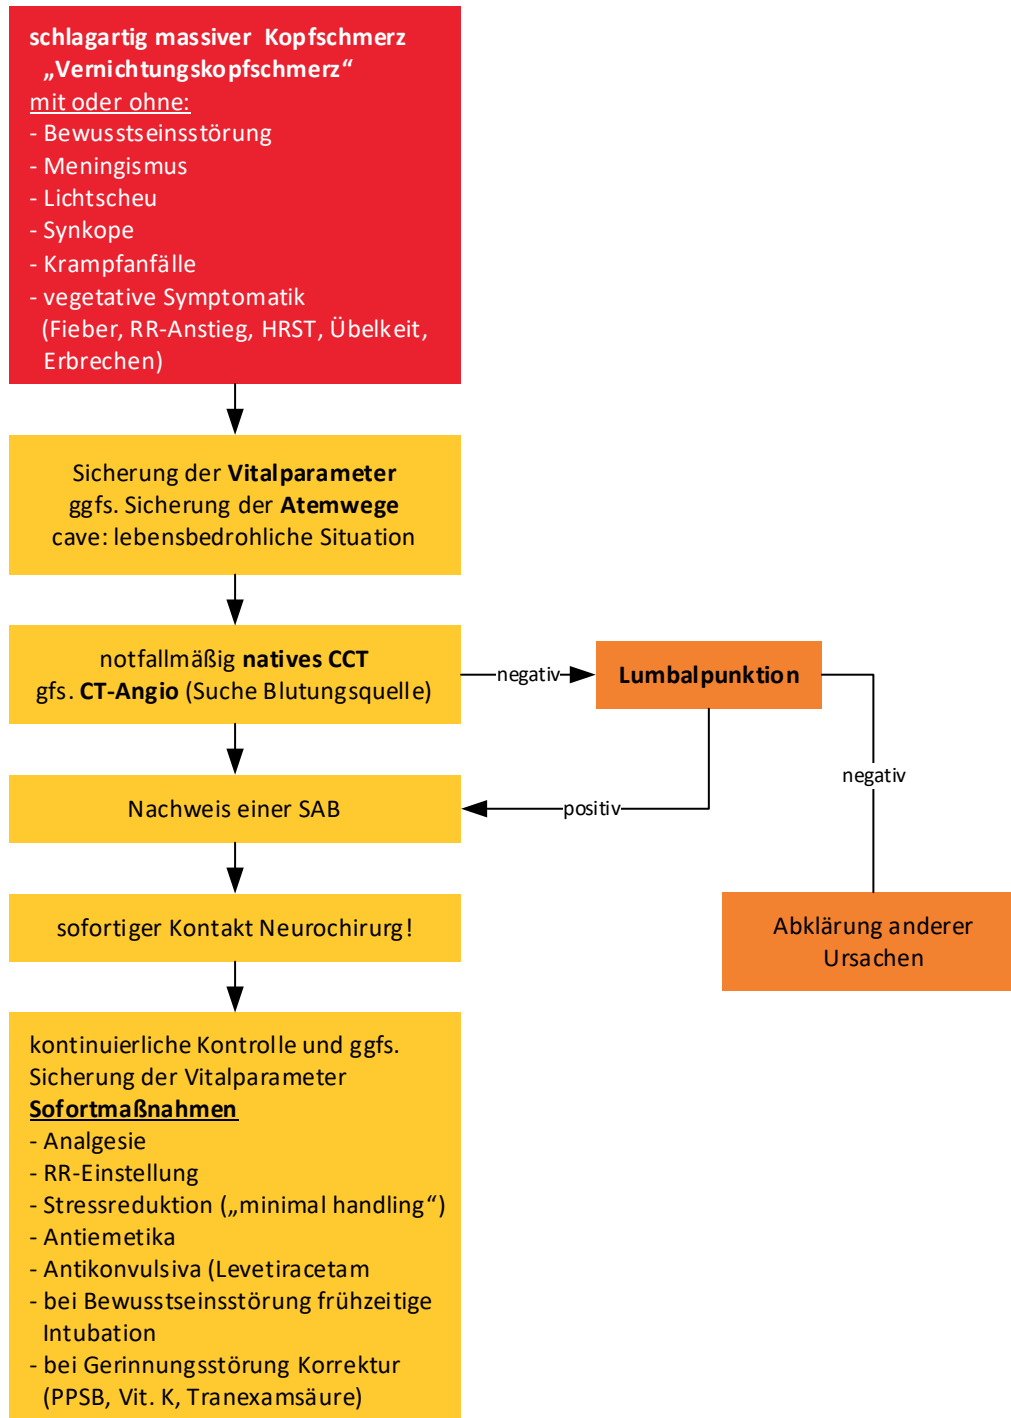 schlagartig massiver Kopfschmerz
„Vernichtungskopfschmerz“
mit oder ohne:
- Bewusstseinsstörung
- Meningismus
- Lichtscheu
- Synkope
- Krampfanfälle
- vegetative Symptomatik
(Fieber, RR-Anstieg, HRST, Übelkeit,
Erbrechen)
Sicherung der Vitalparameter
ggfs. Sicherung der Atemwege
cave: lebensbedrohliche Situation
notfallmäßig natives CCT
gfs. CT-Angio (Suche Blutungsquelle)
negativ
Lumbalpunktion
negativ
positiv
Nachweis einer SAB
sofortiger Kontakt Neurochirurg!
Abklärung anderer
Ursachen
kontinuierliche Kontrolle und ggfs.
Sicherung der Vitalparameter
Sofortmaßnahmen
- Analgesie
- RR-Einstellung
- Stressreduktion („minimal handling“)
- Antiemetika
- Antikonvulsiva (Levetiracetam
- bei Bewusstseinsstörung frühzeitige
Intubation
- bei Gerinnungsstörung Korrektur
(PPSB, Vit. K, Tranexamsäure)